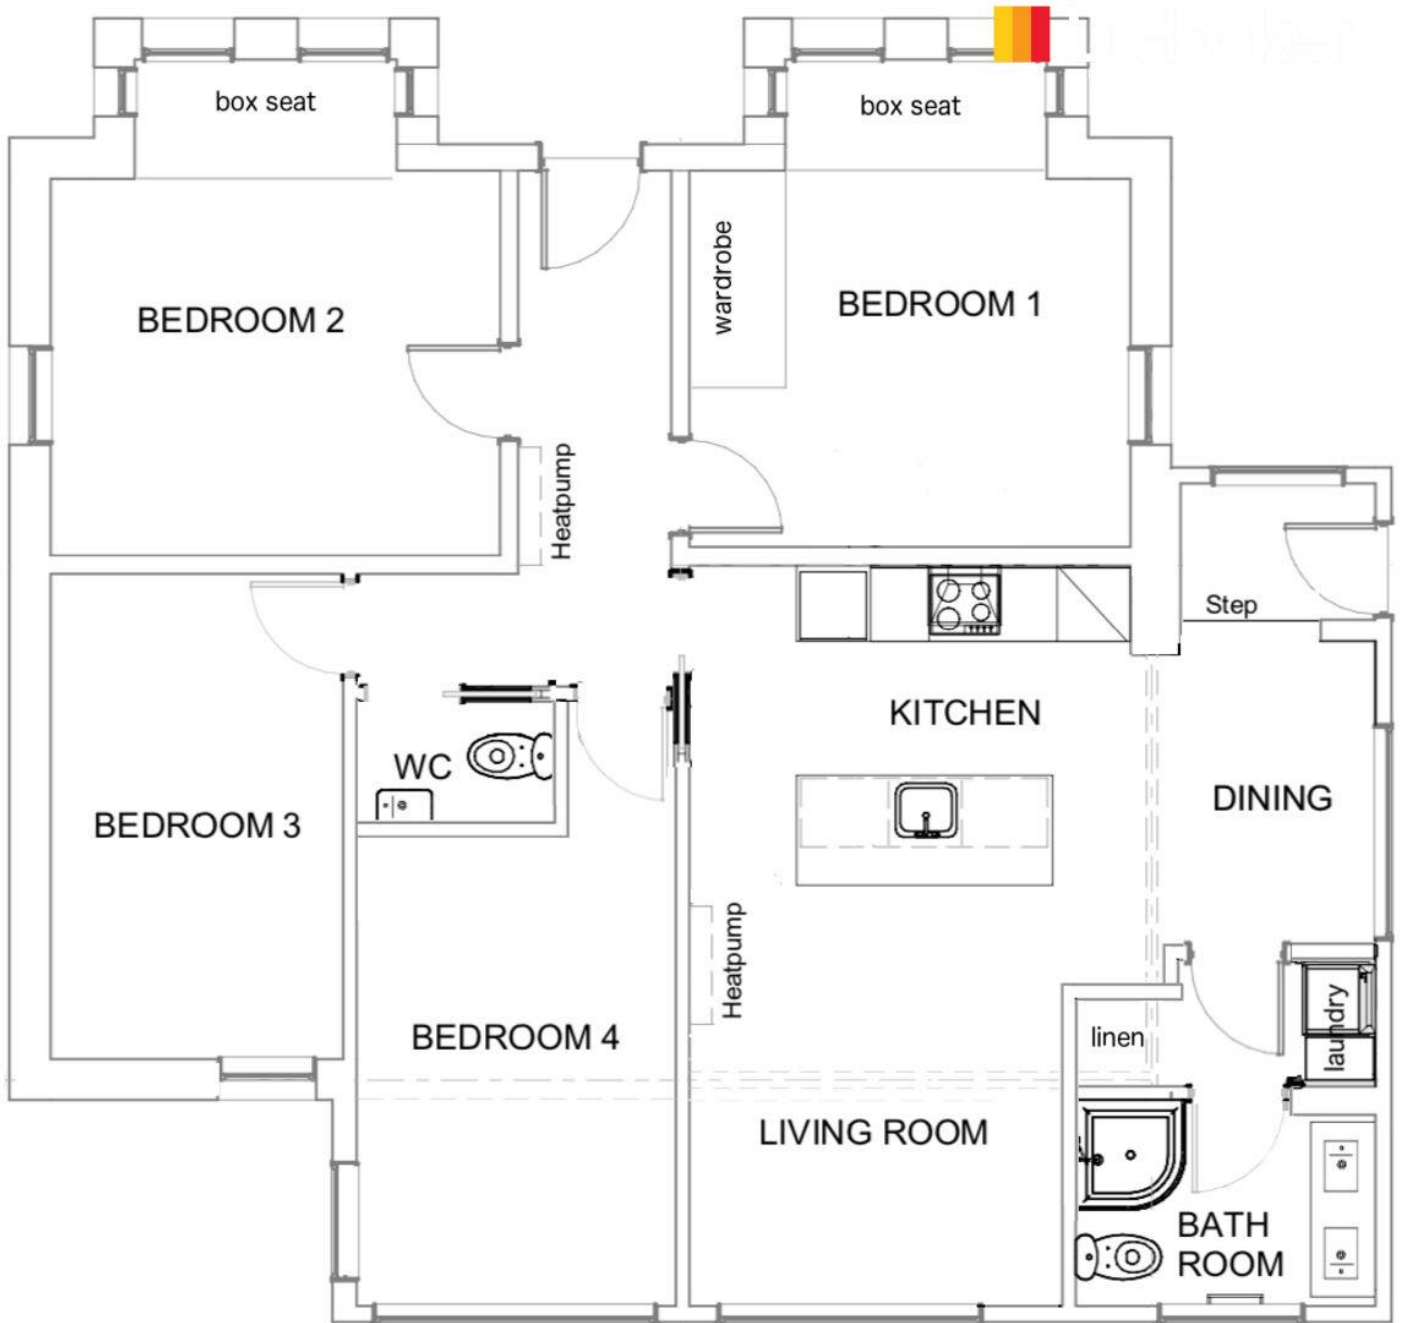 box seat
box seat
wardrobe
BEDROOM 2
BEDROOM 1
Heatpump
Step
KITCHEN
WC
DINING
BEDROOM 3
Heatpump
BEDROOM 4
linen
laundry
LIVING ROOM
BATH
ROOM